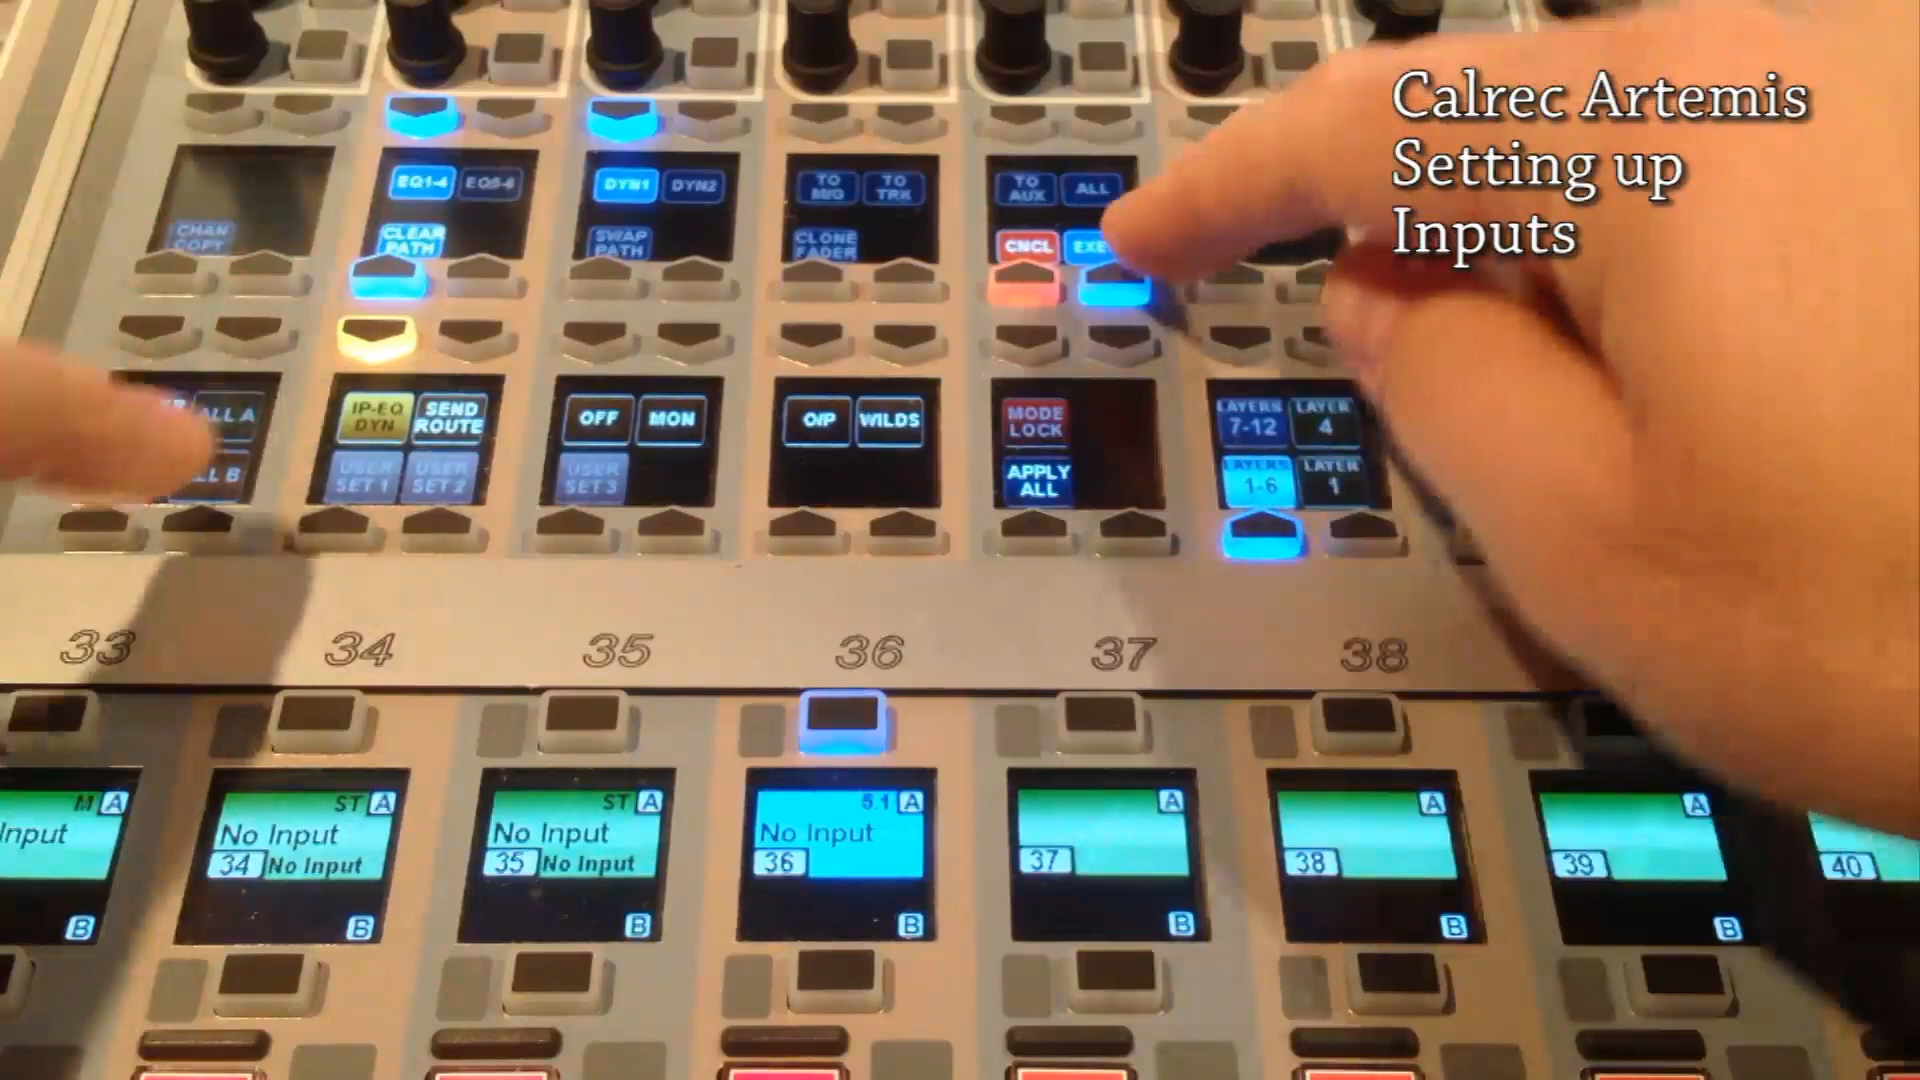 Calrec Artemis
Setting up
Inputs
EQ1-4
DYN1
DYN2
TO
TO
TRK
TO
AUX
ALL
CHAN
COPY
CLEAR
PATH
SWAP
PATH
CLONE
FADER
CNCL
ALL A
IP-EQ
DYN
SEND
ROUTE
USER
SET 1
USER
SET 2
OFF
MON
USER
SET 3
O/P
WILDS
MODE
LOCK
APPLY
ALL
LAYERS
7-12
LAYER
4
LAYERS
1-6
LAYER
1
33
34
35
36
37
38
M A
Input
B
ST A
No Input
34 No Input
B
ST A
No Input
35 No Input
B
5.1 A
No Input
36
B
A
37
B
A
38
B
A
39
B
40